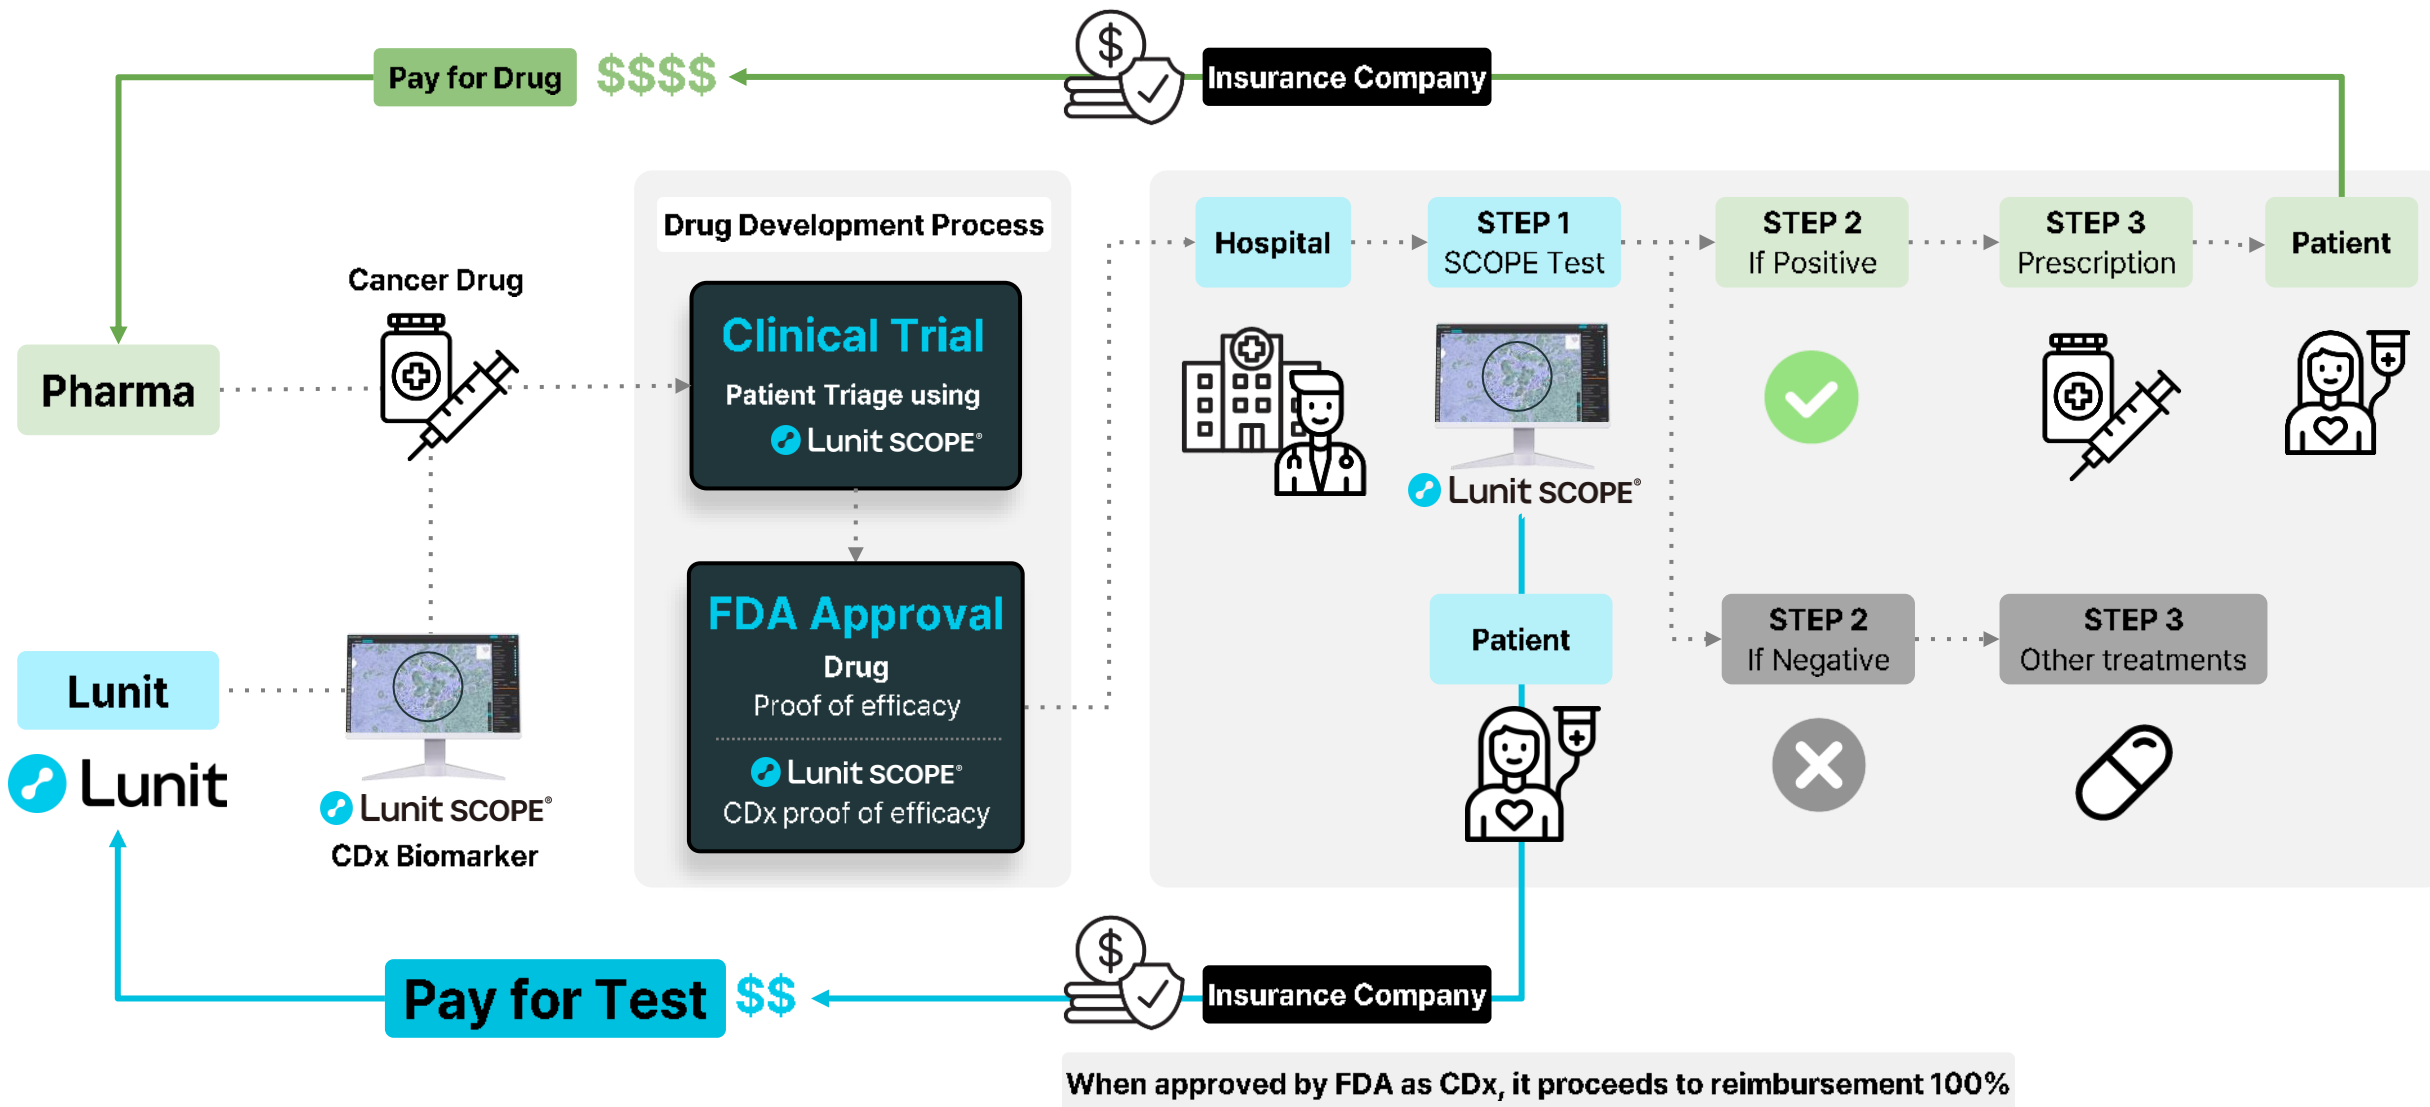 Pay for Drug
$$$$
Insurance Company
Drug Development Process
Cancer Drug
Pharma
Clinical Trial
Patient Triage using
Lunit SCOPE®
FDA Approval
Drug
Proof of efficacy
Lunit SCOPE®
CDx proof of efficacy
Lunit
Lunit
Lunit SCOPE®
CDx Biomarker
Hospital
STEP 1
SCOPE Test
Lunit SCOPE®
STEP 2
If Positive
STEP 3
Prescription
Patient
Patient
STEP 2
If Negative
STEP 3
Other treatments
Pay for Test
$$
Insurance Company
When approved by FDA as CDx, it proceeds to reimbursement 100%